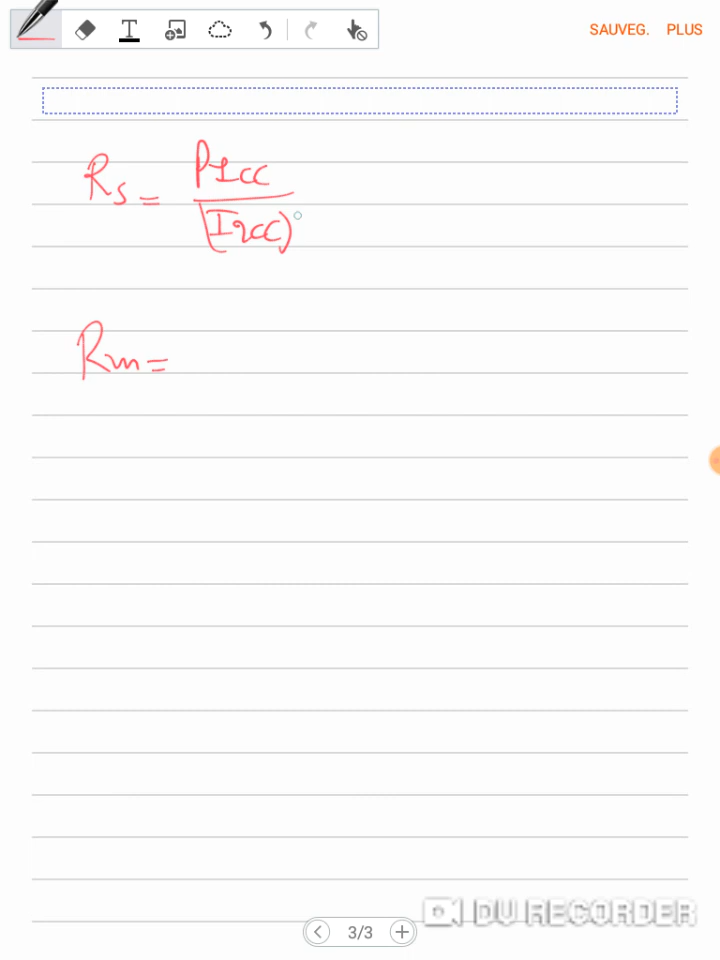 T
SAUVEG. PLUS
Rs = P1cc
(I2cc)
Rm =
3/3
DU RECORDER